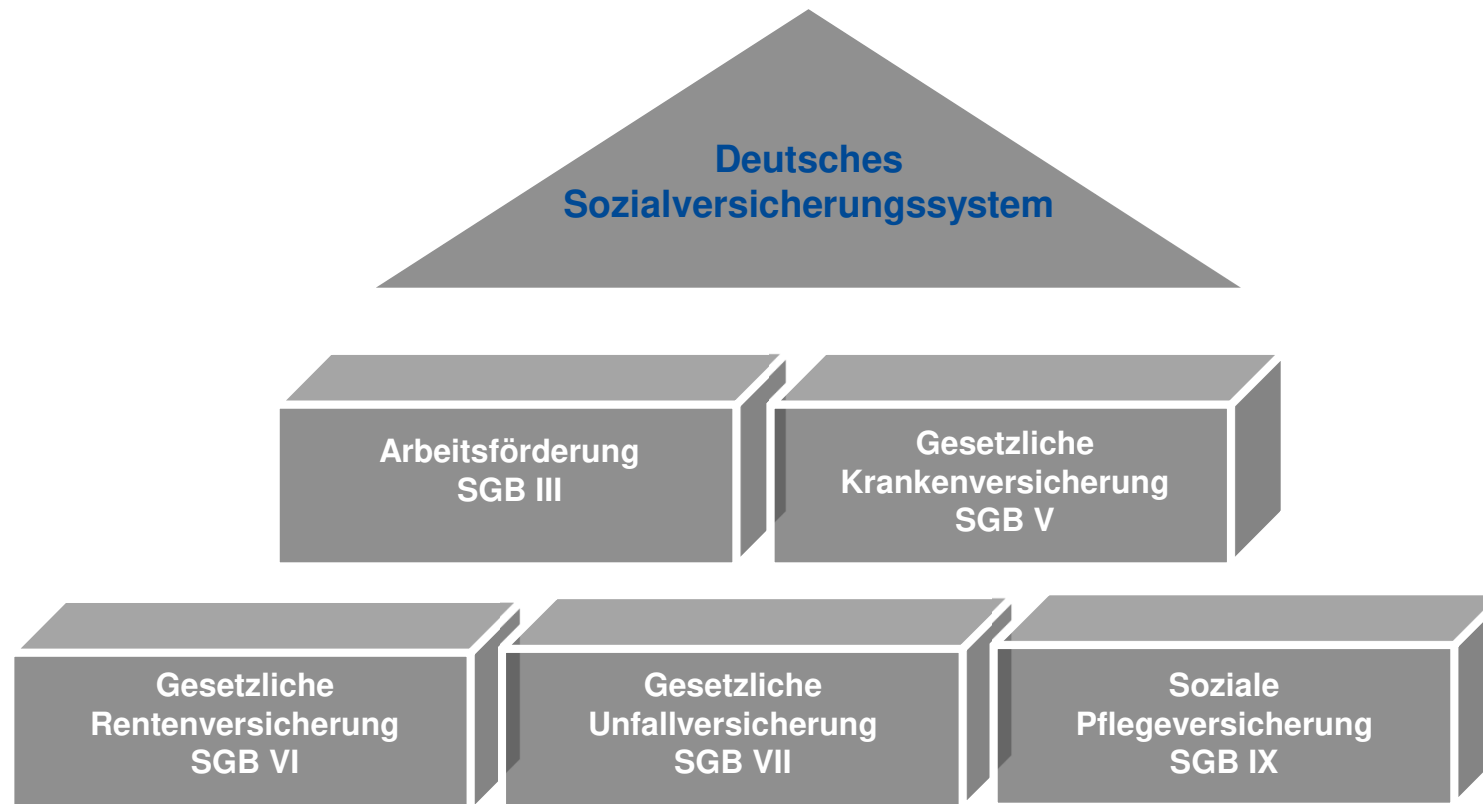 Deutsches
Sozialversicherungssystem
Arbeitsförderung
SGB III
Gesetzliche
Krankenversicherung
SGB V
Gesetzliche
Rentenversicherung
SGB VI
Gesetzliche
Unfallversicherung
SGB VII
Soziale
Pflegeversicherung
SGB IX